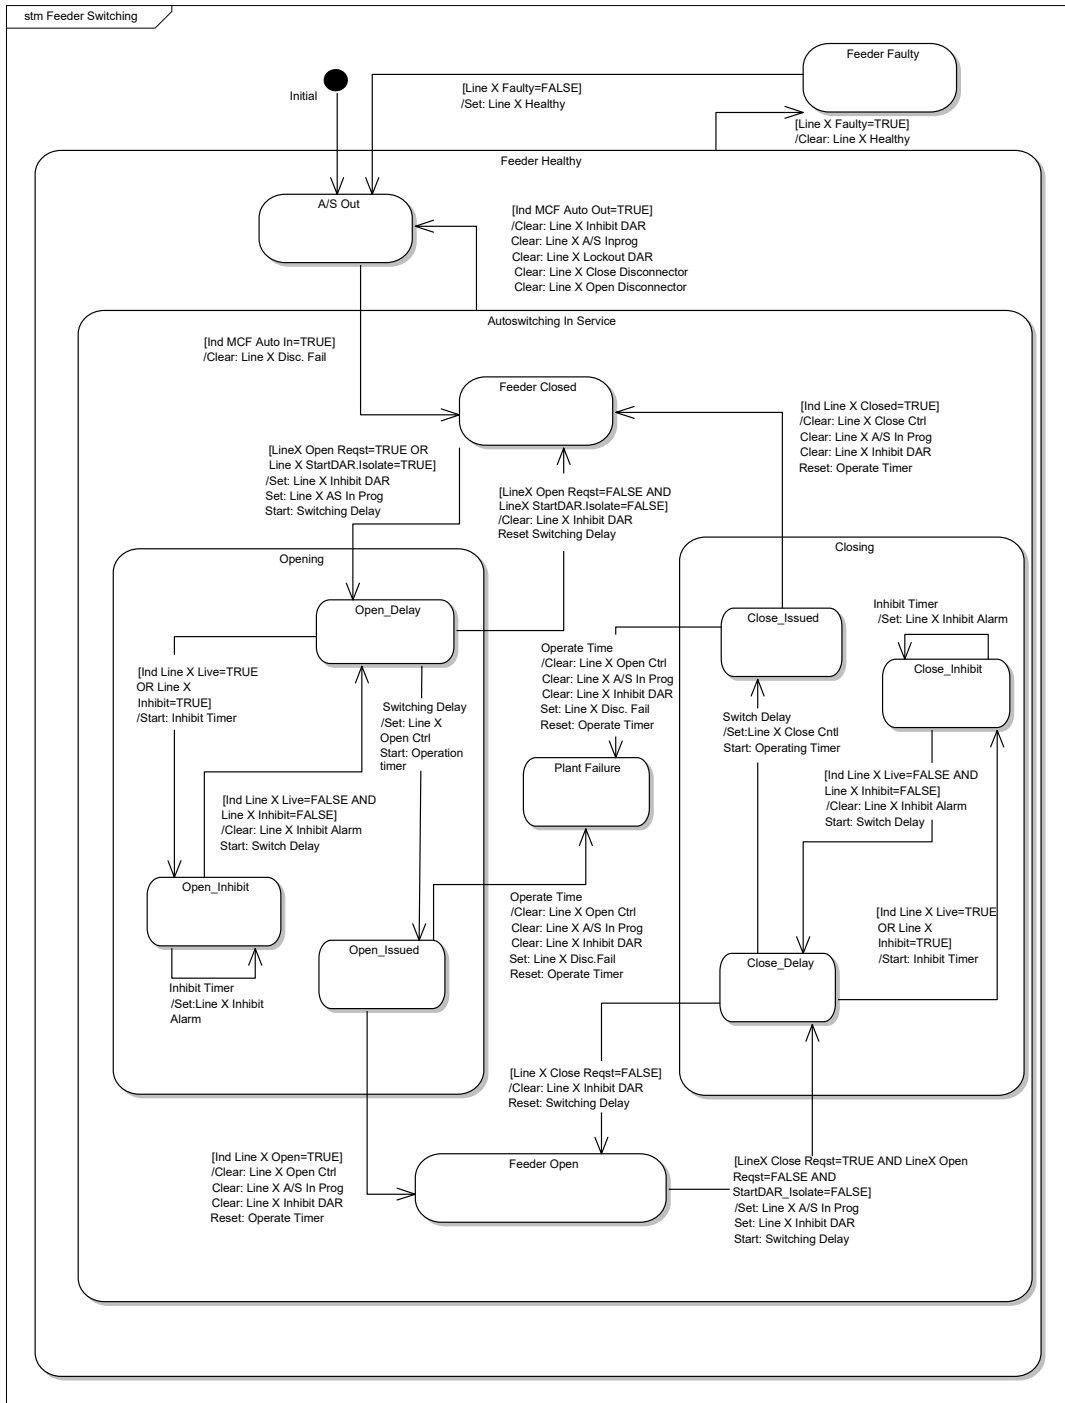 stm Feeder Switching
Feeder Faulty
Initial
[Line X Faulty=FALSE]
/Set: Line X Healthy
[Line X Faulty=TRUE]
/Clear: Line X Healthy
Feeder Healthy
A/S Out
[Ind MCF Auto Out=TRUE]
/Clear: Line X Inhibit DAR
Clear: Line X A/S Inprog
Clear: Line X Lockout DAR
Clear: Line X Close Disconnector
Clear: Line X Open Disconnector
Autoswitching In Service
[Ind MCF Auto In=TRUE]
/Clear: Line X Disc. Fail
Feeder Closed
[Ind Line X Closed=TRUE]
/Clear: Line X Close Ctrl
Clear: Line X A/S In Prog
Clear: Line X Inhibit DAR
Reset: Operate Timer
[LineX Open Reqst=TRUE OR
Line X StartDAR.Isolate=TRUE]
/Set: Line X Inhibit DAR
Set: Line X AS In Prog
Start: Switching Delay
[LineX Open Reqst=FALSE AND
LineX StartDAR.Isolate=FALSE]
/Clear: Line X Inhibit DAR
Reset Switching Delay
Opening
Closing
Open_Delay
Close_Issued
Inhibit Timer
/Set: Line X Inhibit Alarm
Close_Inhibit
[Ind Line X Live=TRUE
OR Line X
Inhibit=TRUE]
/Start: Inhibit Timer
Operate Time
/Clear: Line X Open Ctrl
Clear: Line X A/S In Prog
Clear: Line X Inhibit DAR
Set: Line X Disc. Fail
Reset: Operate Timer
Switching Delay
/Set: Line X
Open Ctrl
Start: Operation
timer
Switch Delay
/Set:Line X Close Cntl
Start: Operating Timer
Plant Failure
[Ind Line X Live=FALSE AND
Line X Inhibit=FALSE]
/Clear: Line X Inhibit Alarm
Start: Switch Delay
[Ind Line X Live=FALSE AND
Line X Inhibit=FALSE]
/Clear: Line X Inhibit Alarm
Start: Switch Delay
Open_Inhibit
Operate Time
/Clear: Line X Open Ctrl
Clear: Line X A/S In Prog
Clear: Line X Inhibit DAR
Set: Line X Disc.Fail
Reset: Operate Timer
[Ind Line X Live=TRUE
OR Line X
Inhibit=TRUE]
/Start: Inhibit Timer
Open_Issued
Close_Delay
Inhibit Timer
/Set:Line X Inhibit
Alarm
[Line X Close Reqst=FALSE]
/Clear: Line X Inhibit DAR
Reset: Switching Delay
[Ind Line X Open=TRUE]
/Clear: Line X Open Ctrl
Clear: Line X A/S In Prog
Clear: Line X Inhibit DAR
Reset: Operate Timer
Feeder Open
[LineX Close Reqst=TRUE AND LineX Open
Reqst=FALSE AND
StartDAR_Isolate=FALSE]
/Set: Line X A/S In Prog
Set: Line X Inhibit DAR
Start: Switching Delay